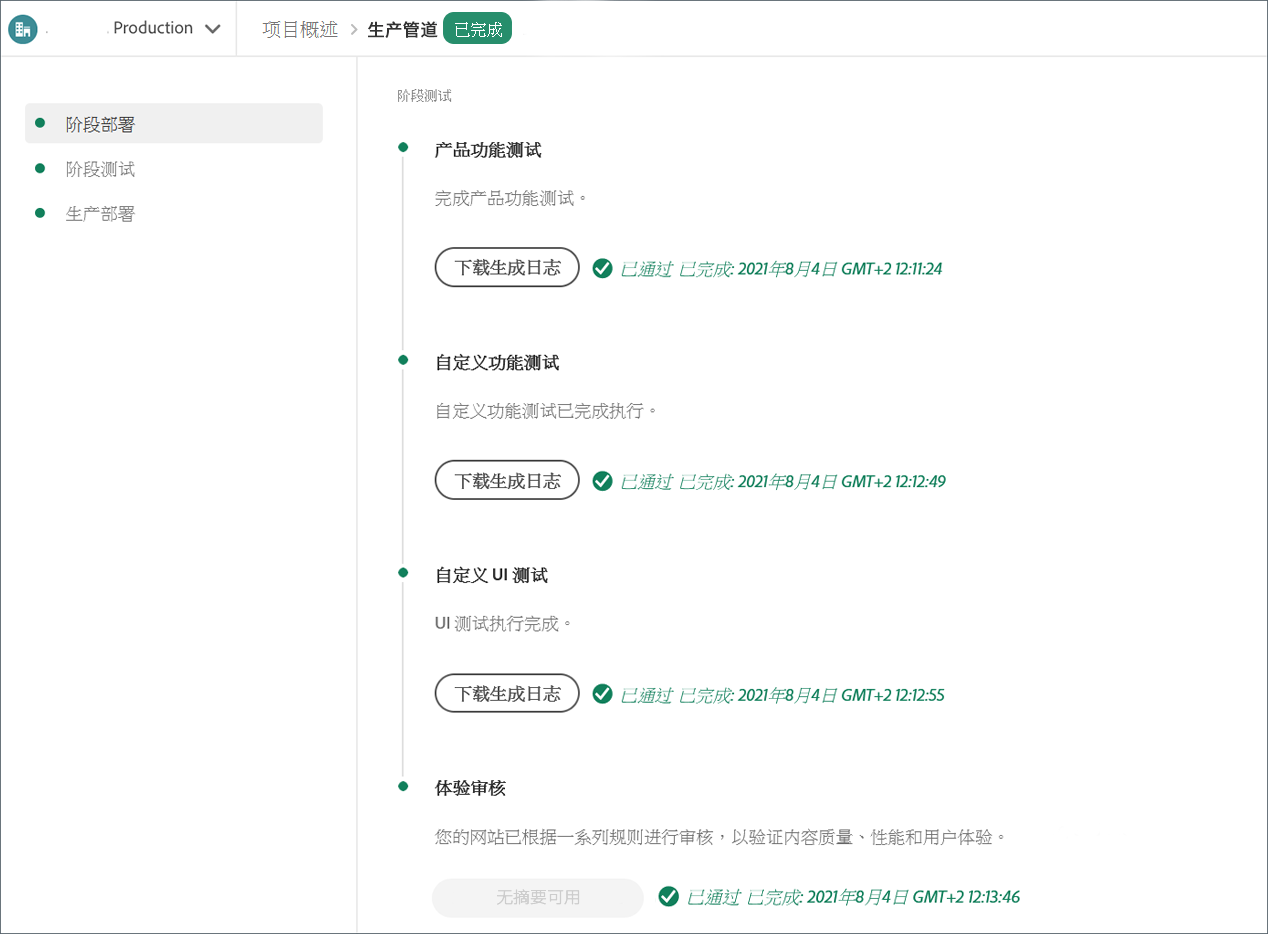 Production
项目概述 > 生产管道 已完成
阶段部署
阶段测试
生产部署
阶段测试
产品功能测试
完成产品功能测试。
下载生成日志 已通过 已完成: 2021年8月4日 GMT+2 12:11:24
自定义功能测试
自定义功能测试已完成执行。
下载生成日志 已通过 已完成: 2021年8月4日 GMT+2 12:12:49
自定义 UI 测试
UI 测试执行完成。
下载生成日志 已通过 已完成: 2021年8月4日 GMT+2 12:12:55
体验审核
您的网站已根据一系列规则进行审核，以验证内容质量、性能和用户体验。
无摘要可用 已通过 已完成: 2021年8月4日 GMT+2 12:13:46